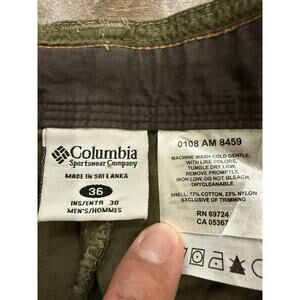 Columbia
Sportswear Company
MADE IN SRI LANKA
36
INS/ENTR 30
MEN'S/HOMMES
0108 AM 8459
MACHINE WASH COLD GENTLE,
WITH LIKE COLORS,
TUMBLE DRY LOW,
REMOVE PROMPTLY,
IRON LOW, DO NOT BLEACH,
DRYCLEANABLE
SHELL: 77% COTTON, 23% NYLON
EXCLUSIVE OF TRIMMING
RN 69724
CA 05367